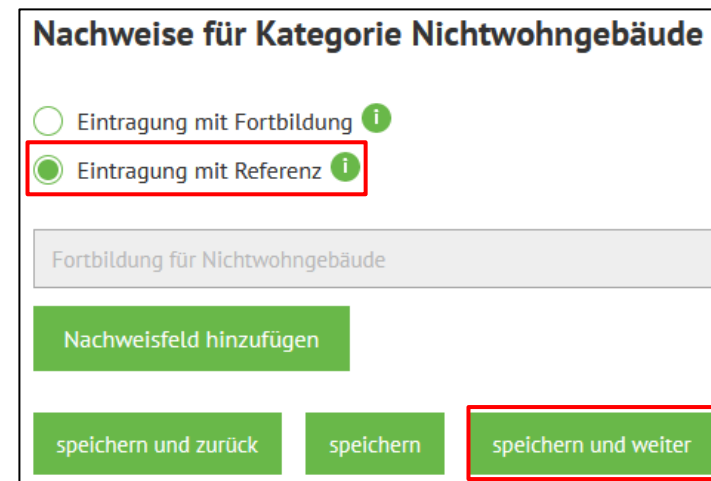 Nachweise für Kategorie Nichtwohngebäude
Eintragung mit Fortbildung i
Eintragung mit Referenz i
Fortbildung für Nichtwohngebäude
Nachweisfeld hinzufügen
speichern und zurück speichern speichern und weiter